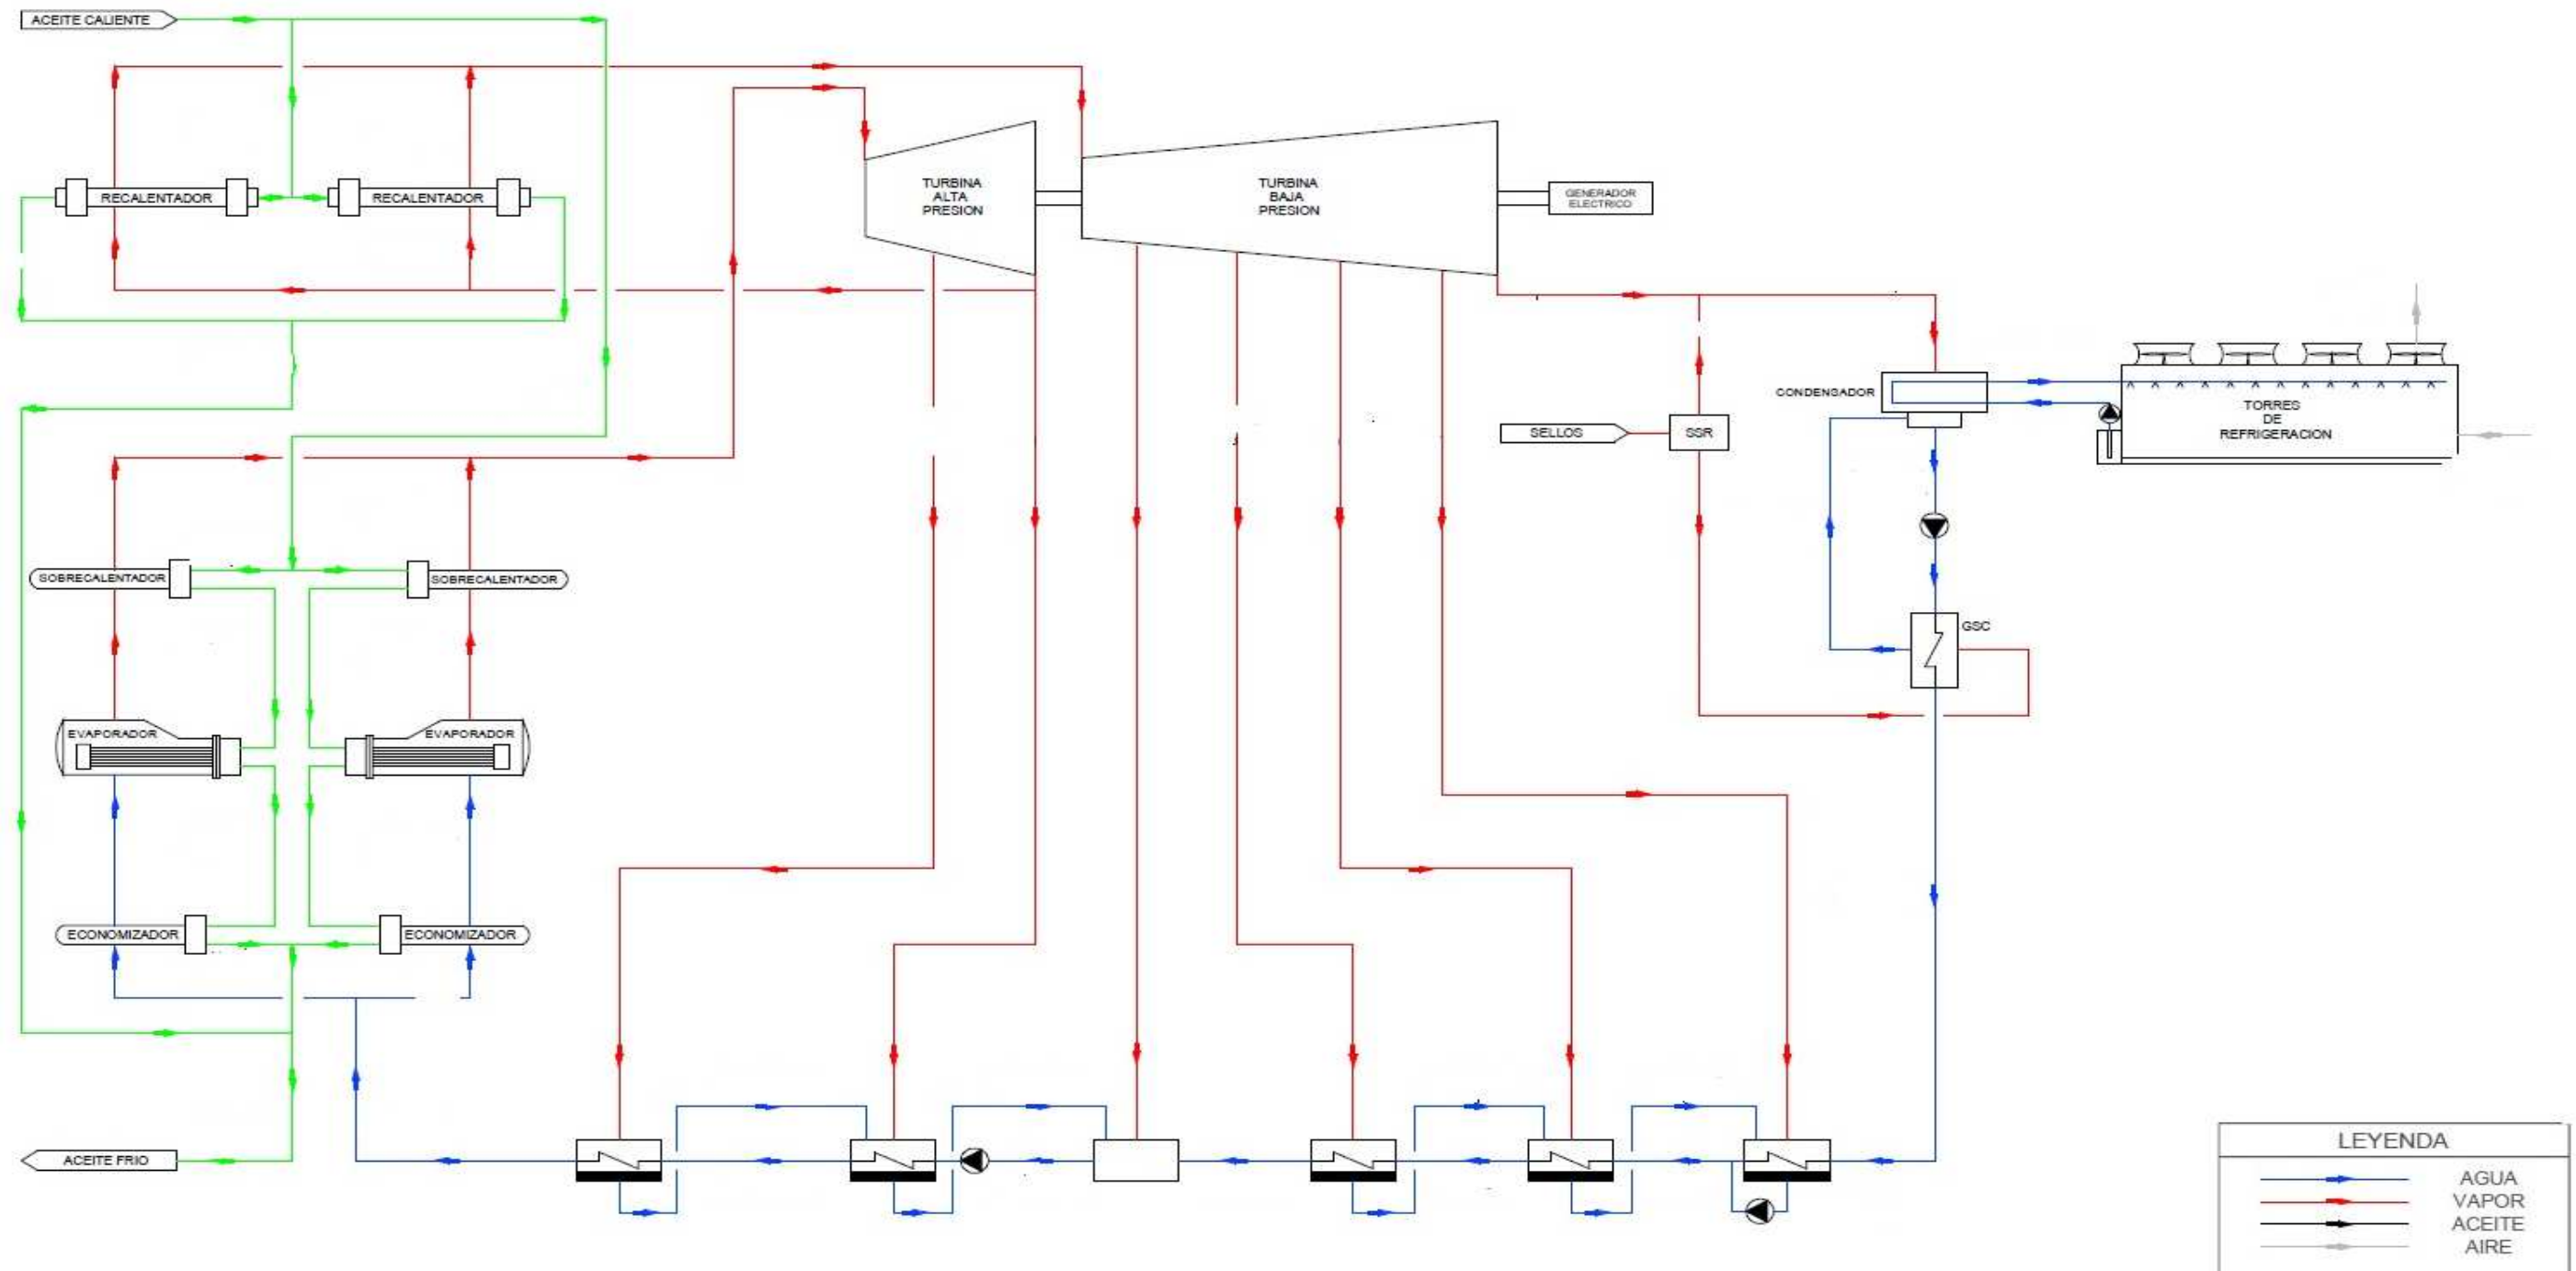 ACEITE CALIENTE
RECALENTADOR
RECALENTADOR
TURBINA
ALTA
PRESION
TURBINA
BAJA
PRESION
GENERADOR
ELECTRICO
CONDENSADOR
TORRES
DE
REFRIGERACION
SELLOS
SSR
SOBRECALENTADOR
SOBRECALENTADOR
GSC
EVAPORADOR
EVAPORADOR
ECONOMIZADOR
ECONOMIZADOR
ACEITE FRIO
LEYENDA
AGUA
VAPOR
ACEITE
AIRE